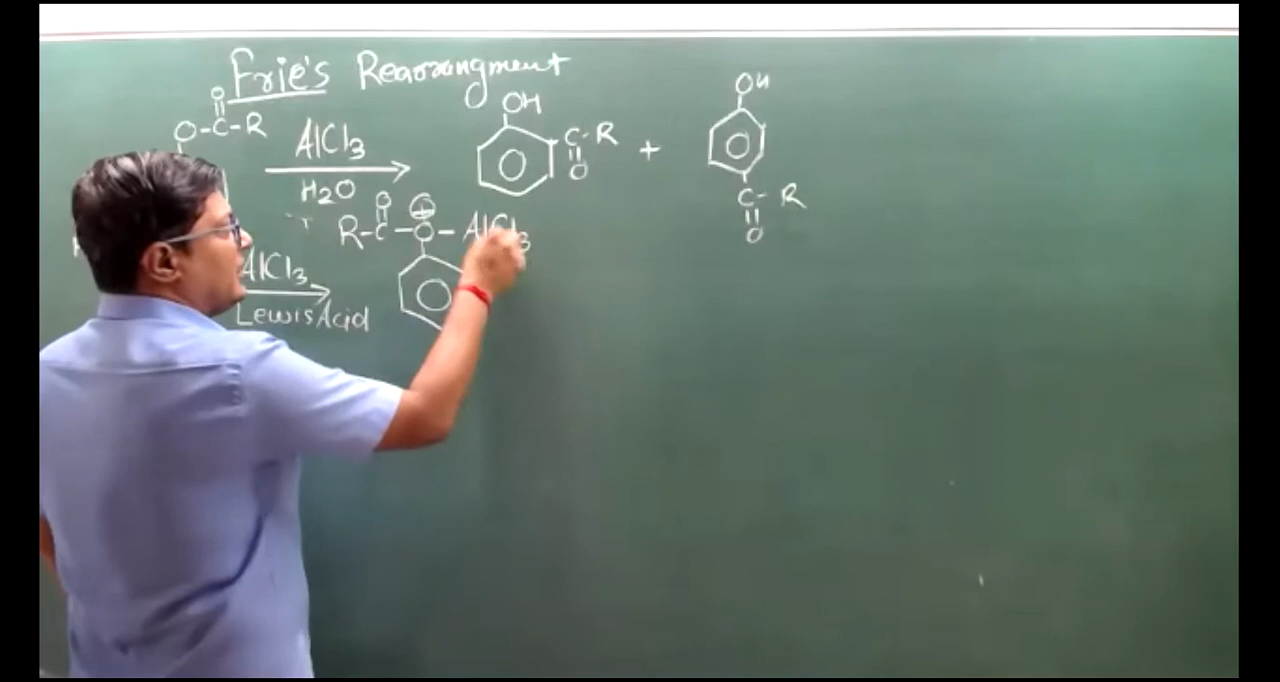 Frie's Rearrangment
O
O-C-R
AlCl3
H2O
OH
C-R
O
+
OH
C-R
O
O
R-C-O-AlCl3
⊕
AlCl3
Lewis Acid